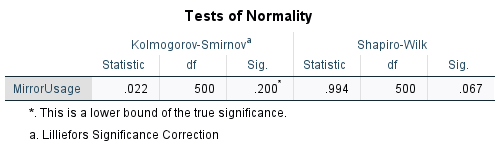 Tests of Normality
Kolmogorov-Smirnovᵃ Shapiro-Wilk
Statistic df Sig. Statistic df Sig.
MirrorUsage .022 500 .200* .994 500 .067
*. This is a lower bound of the true significance.
a. Lilliefors Significance Correction